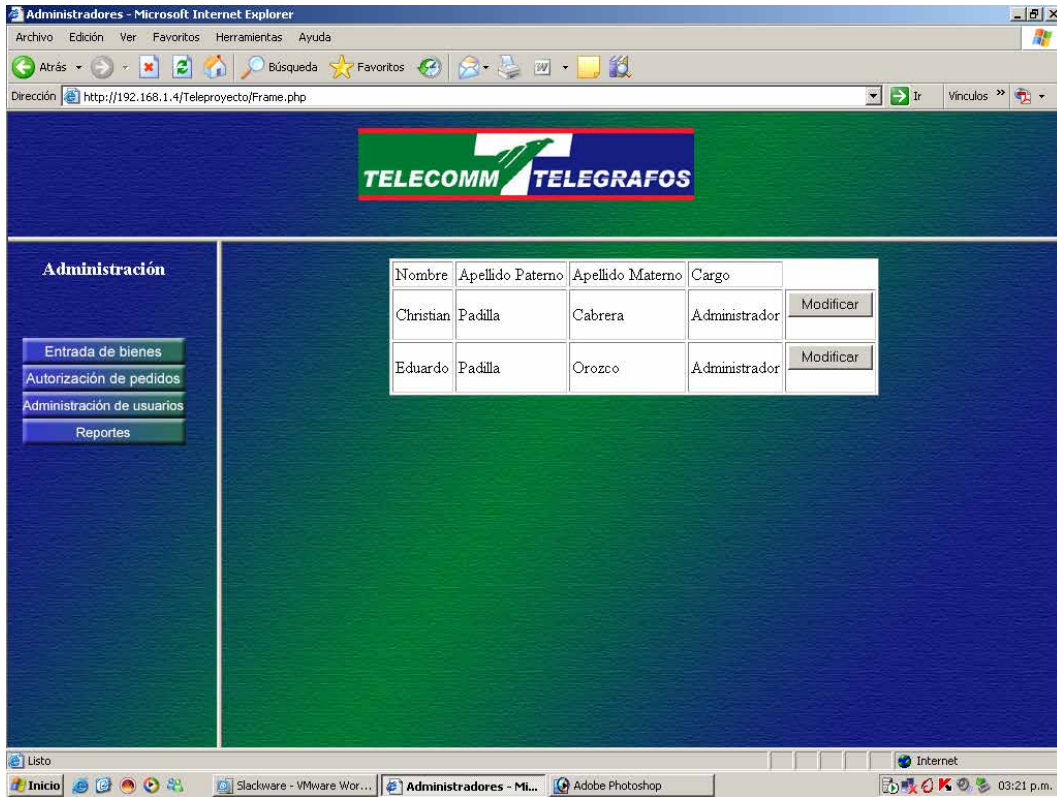 Administradores - Microsoft Internet Explorer
Archivo Edición Ver Favoritos Herramientas Ayuda
Atrás Búsqueda Favoritos
Dirección http://192.168.1.4/Teleproyecto/Frame.php Ir Vínculos »
TELECOMM TELEGRAFOS
Administración
Entrada de bienes
Autorización de pedidos
Administración de usuarios
Reportes
Nombre Apellido Paterno Apellido Materno Cargo
Christian Padilla Cabrera Administrador Modificar
Eduardo Padilla Orozco Administrador Modificar
Listo Internet
Inicio Slackware - VMware Wor... Administradores - Mi... Adobe Photoshop 03:21 p.m.